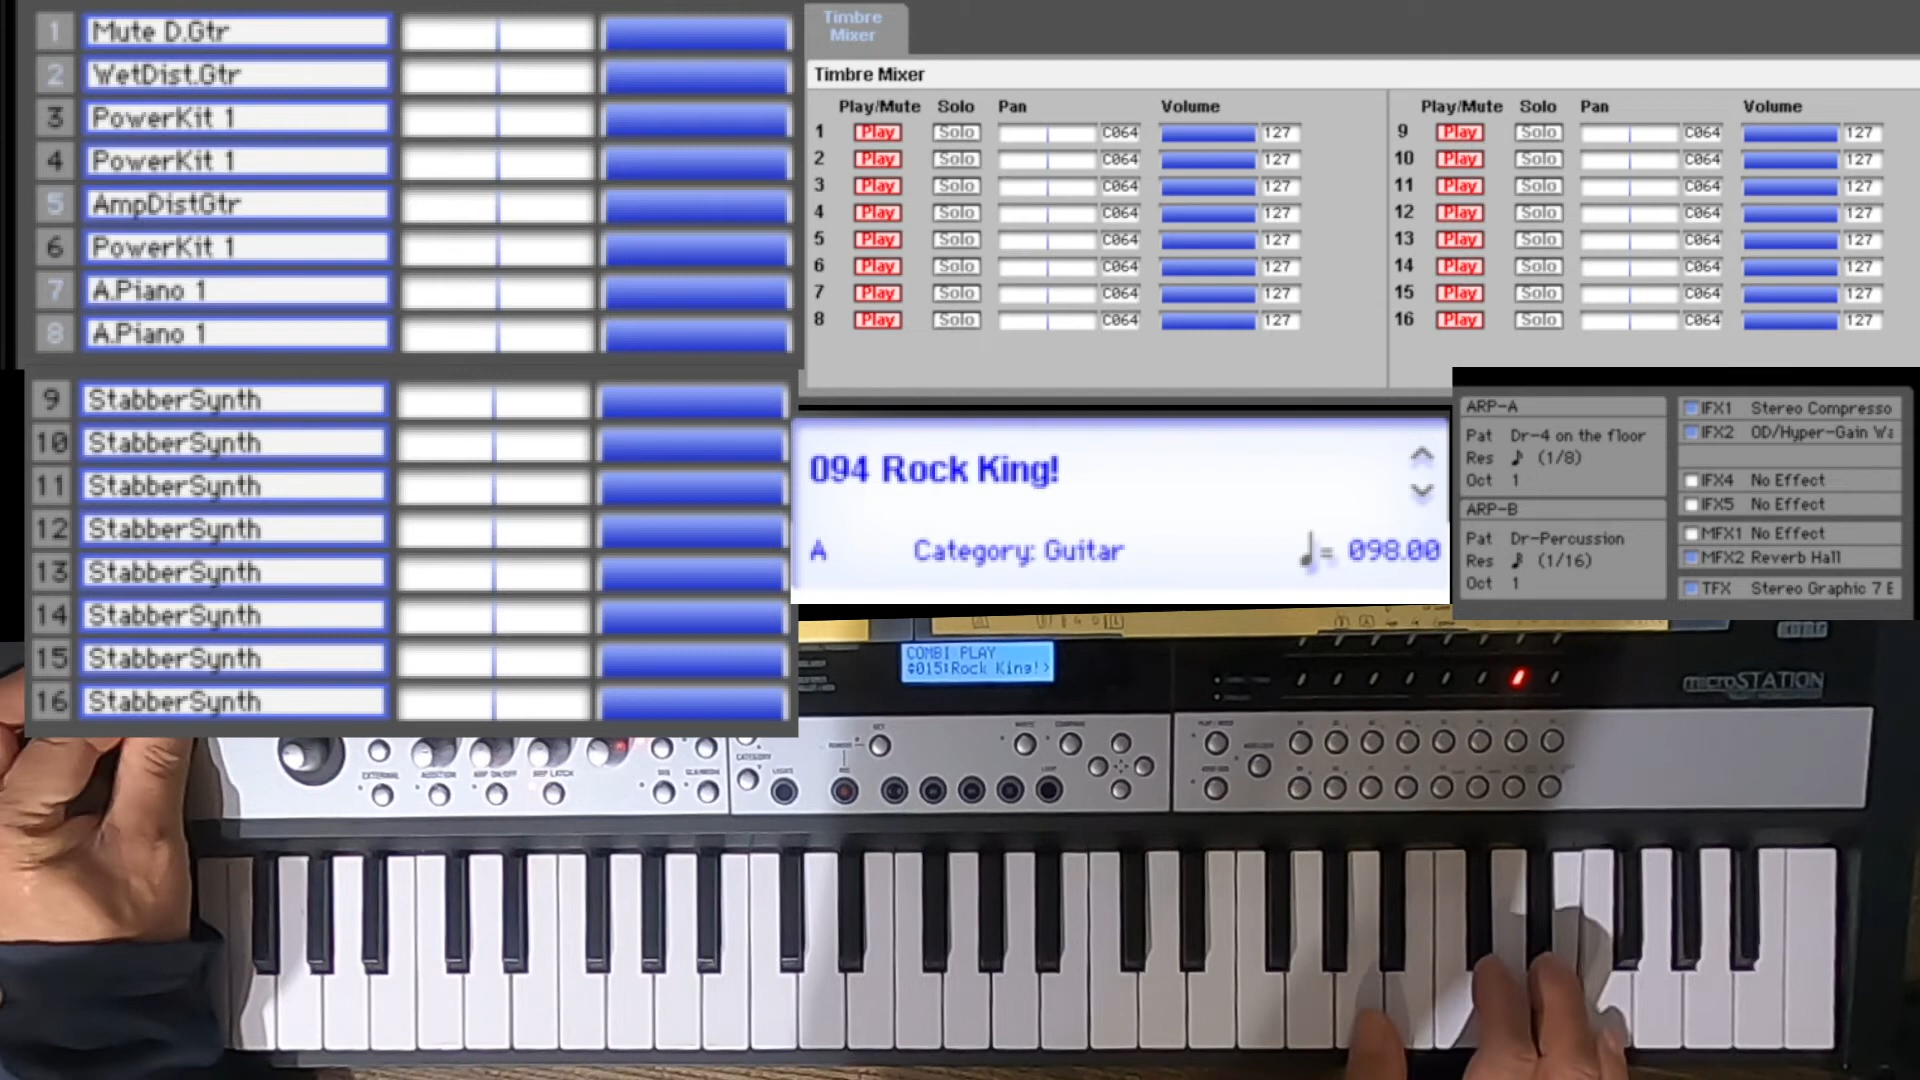 1 Mute D.Gtr
2 WetDist.Gtr
3 PowerKit 1
4 PowerKit 1
5 AmpDistGtr
6 PowerKit 1
7 A.Piano 1
8 A.Piano 1
9 StabberSynth
10 StabberSynth
11 StabberSynth
12 StabberSynth
13 StabberSynth
14 StabberSynth
15 StabberSynth
16 StabberSynth
Timbre
Mixer
Timbre Mixer
Play/Mute Solo Pan Volume
1 Play Solo C064 127
2 Play Solo C064 127
3 Play Solo C064 127
4 Play Solo C064 127
5 Play Solo C064 127
6 Play Solo C064 127
7 Play Solo C064 127
8 Play Solo C064 127
Play/Mute Solo Pan Volume
9 Play Solo C064 127
10 Play Solo C064 127
11 Play Solo C064 127
12 Play Solo C064 127
13 Play Solo C064 127
14 Play Solo C064 127
15 Play Solo C064 127
16 Play Solo C064 127
094 Rock King!
A Category: Guitar ♩= 098.00
ARP-A
Pat Dr-4 on the floor
Res ♪ (1/8)
Oct 1
ARP-B
Pat Dr-Percussion
Res (1/16)
Oct 1
IFX1 Stereo Compresso
IFX2 OD/Hyper-Gain Wa
IFX4 No Effect
IFX5 No Effect
MFX1 No Effect
MFX2 Reverb Hall
TFX Stereo Graphic 7 E
COMBI PLAY
015:Rock King!>
microSTATION
EXTERNAL AUDITION ARP ON/OFF ARP LATCH
CATEGORY
COMPARE
LOOP